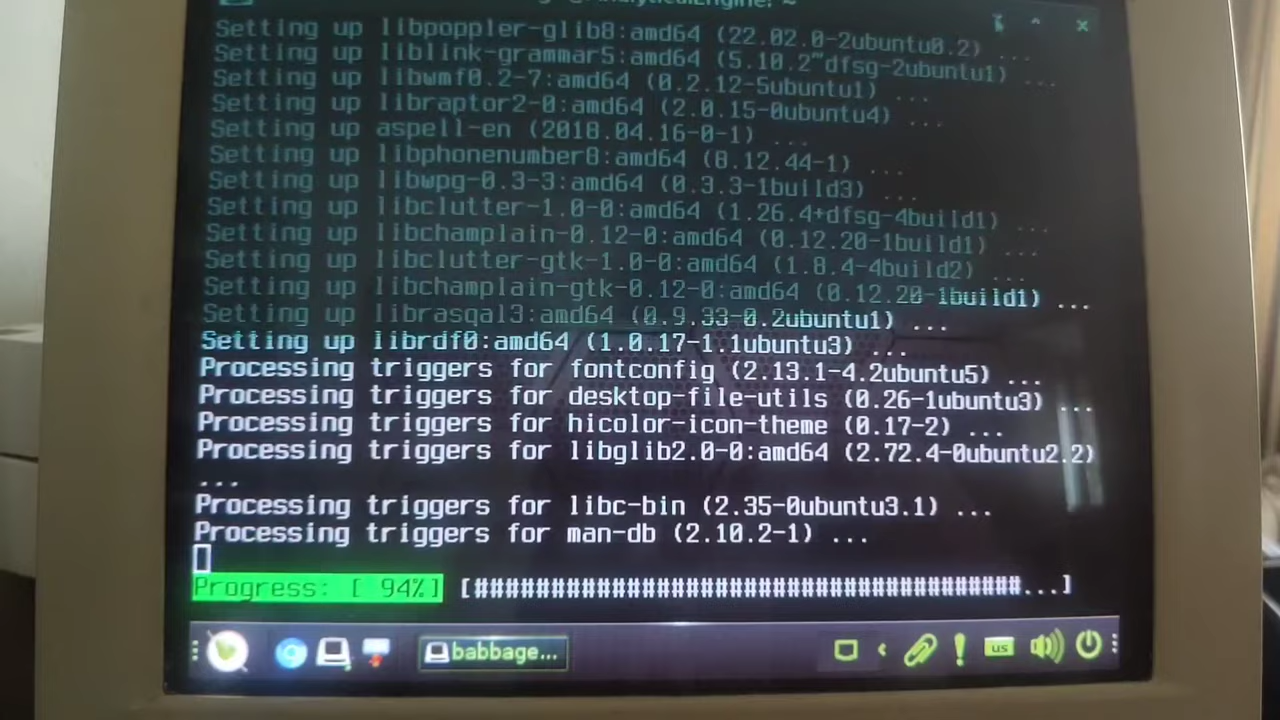 @AnalyticalEngine: ~
Setting up libpoppler-glib8:amd64 (22.02.0-2ubuntu0.2) ...
Setting up liblink-grammar5:amd64 (5.10.2~dfsg-2ubuntu1) ...
Setting up libwmf0.2-7:amd64 (0.2.12-5ubuntu1) ...
Setting up libraptor2-0:amd64 (2.0.15-0ubuntu4) ...
Setting up aspell-en (2018.04.16-0-1) ...
Setting up libphonenumber8:amd64 (8.12.44-1) ...
Setting up libwpg-0.3-3:amd64 (0.3.3-1build3) ...
Setting up libclutter-1.0-0:amd64 (1.26.4+dfsg-4build1) ...
Setting up libchamplain-0.12-0:amd64 (0.12.20-1build1) ...
Setting up libclutter-gtk-1.0-0:amd64 (1.8.4-4build2) ...
Setting up libchamplain-gtk-0.12-0:amd64 (0.12.20-1build1) ...
Setting up librasqal3:amd64 (0.9.33-0.2ubuntu1) ...
Setting up librdf0:amd64 (1.0.17-1.1ubuntu3) ...
Processing triggers for fontconfig (2.13.1-4.2ubuntu5) ...
Processing triggers for desktop-file-utils (0.26-1ubuntu3) ...
Processing triggers for hicolor-icon-theme (0.17-2) ...
Processing triggers for libglib2.0-0:amd64 (2.72.4-0ubuntu2.2)
...
Processing triggers for libc-bin (2.35-0ubuntu3.1) ...
Processing triggers for man-db (2.10.2-1) ...
Progress: [ 94%] [##########################################...]
babbage... us